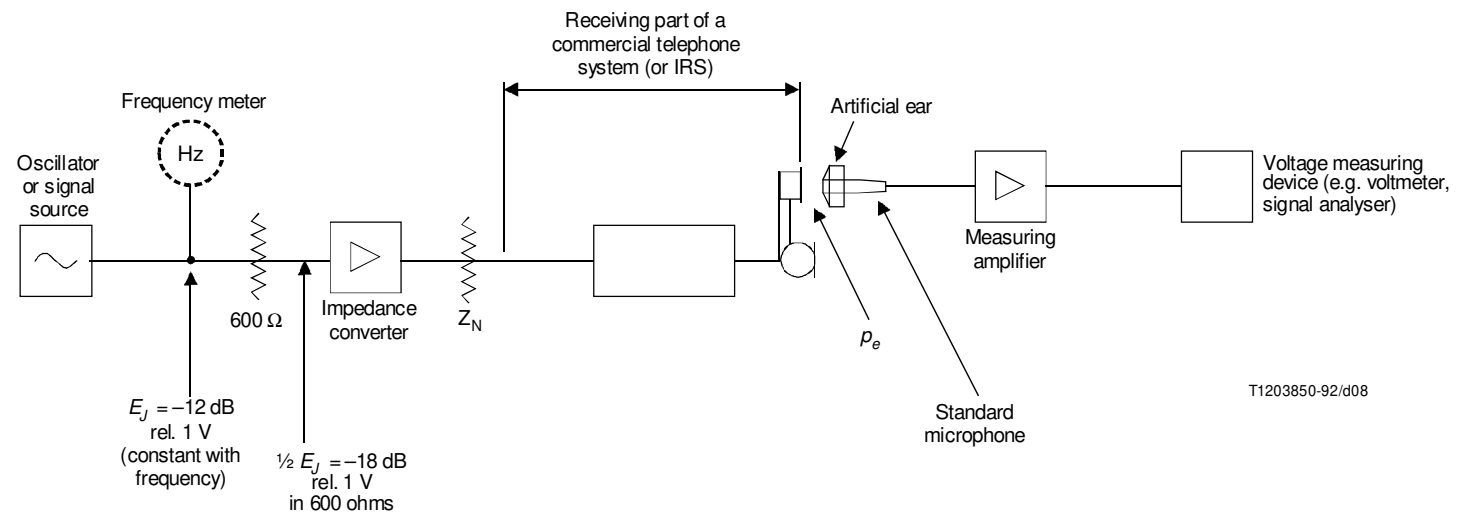 Receiving part of a
commercial telephone
system (or IRS)
Frequency meter
Hz
Artificial ear
Oscillator
or signal
source
Voltage measuring
device (e.g. voltmeter,
signal analyser)
Measuring
amplifier
600 Ω
Impedance
converter
Z_N
p_e
E_J = –12 dB
rel. 1 V
(constant with
frequency)
½ E_J = –18 dB
rel. 1 V
in 600 ohms
Standard
microphone
T1203850-92/d08